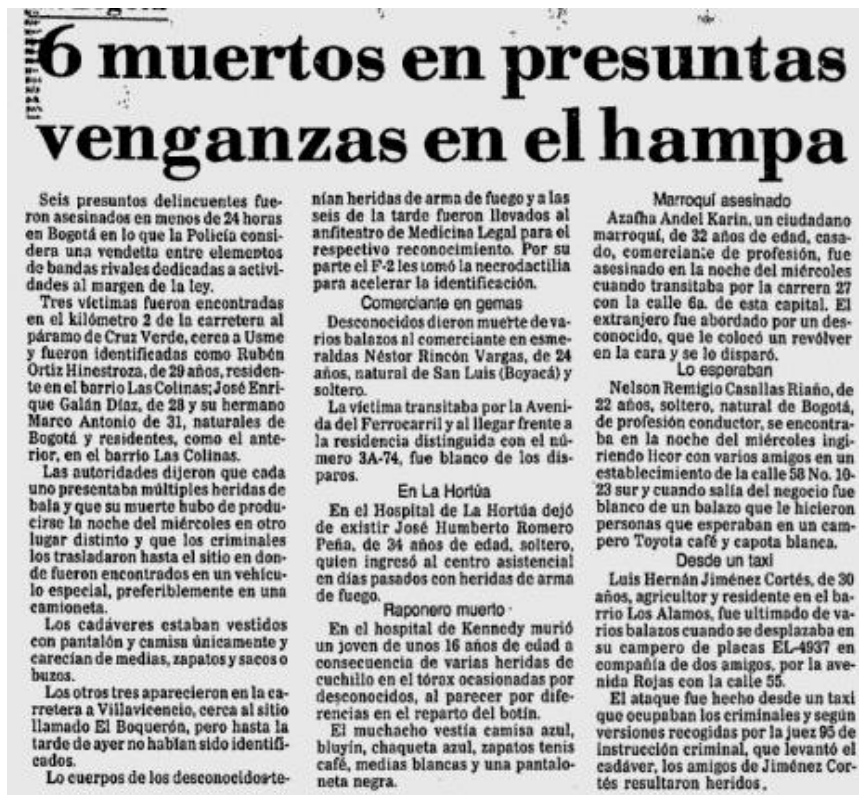 6 muertos en presuntas
venganzas en el hampa
Seis presuntos delincuentes fue-
ron asesinados en menos de 24 horas
en Bogotá en lo que la Policía consi-
dera una vendetta entre elementos
de bandas rivales dedicadas a activi-
dades al margen de la ley.
Tres víctimas fueron encontradas
en el kilómetro 2 de la carretera al
páramo de Cruz Verde, cerca a Usme
y fueron identificadas como Rubén
Ortiz Hinestroza, de 29 años, residen-
te en el barrio Las Colinas; José Enri-
que Galán Díaz, de 28 y su hermano
Marco Antonio de 31, naturales de
Bogotá y residentes, como el ante-
rior, en el barrio Las Colinas.
Las autoridades dijeron que cada
uno presentaba múltiples heridas de
bala y que su muerte hubo de produ-
cirse la noche del miércoles en otro
lugar distinto y que los criminales
los trasladaron hasta el sitio en don-
de fueron encontrados en un vehícu-
lo especial, preferiblemente en una
camioneta.
Los cadáveres estaban vestidos
con pantalón y camisa únicamente y
carecían de medias, zapatos y sacos o
buzos.
Los otros tres aparecieron en la ca-
rretera a Villavicencio, cerca al sitio
llamado El Boquerón, pero hasta la
tarde de ayer no habían sido identifi-
cados.
Lo cuerpos de los desconocidos te-
nían heridas de arma de fuego y a las
seis de la tarde fueron llevados al
anfiteatro de Medicina Legal para el
respectivo reconocimiento. Por su
parte el F-2 les tomó la necrodactilia
para acelerar la identificación.
Comerciante en gemas
Desconocidos dieron muerte de va-
rios balazos al comerciante en esme-
raldas Néstor Rincón Vargas, de 24
años, natural de San Luis (Boyacá) y
soltero.
La víctima transitaba por la Aveni-
da del Ferrocarril y al llegar frente a
la residencia distinguida con el nú-
mero 3A-74, fue blanco de los dis-
paros.
En La Hortúa
En el Hospital de La Hortúa dejó
de existir José Humberto Romero
Peña, de 34 años de edad, soltero,
quien ingresó al centro asistencial
en días pasados con heridas de arma
de fuego.
Raponero muerto
En el hospital de Kennedy murió
un joven de unos 16 años de edad a
consecuencia de varias heridas de
cuchillo en el tórax ocasionadas por
desconocidos, al parecer por dife-
rencias en el reparto del botín.
El muchacho vestía camisa azul,
bluyín, chaqueta azul, zapatos tenis
café, medias blancas y una pantalo-
neta negra.
Marroquí asesinado
Azafha Andel Karin, un ciudadano
marroquí, de 32 años de edad, casa-
do, comerciante de profesión, fue
asesinado en la noche del miércoles
cuando transitaba por la carrera 27
con la calle 6a. de esta capital. El
extranjero fue abordado por un des-
conocido, que le colocó un revólver
en la cara y se lo disparó.
Lo esperaban
Nelson Remigio Casallas Riaño, de
22 años, soltero, natural de Bogotá,
de profesión conductor, se encontra-
ba en la noche del miércoles ingi-
riendo licor con varios amigos en un
establecimiento de la calle 58 No. 10-
23 sur y cuando salía del negocio fue
blanco de un balazo que le hicieron
personas que esperaban en un cam-
pero Toyota café y capota blanca.
Desde un taxi
Luis Hernán Jiménez Cortés, de 30
años, agricultor y residente en el ba-
rrio Los Alamos, fue ultimado de va-
rios balazos cuando se desplazaba en
su campero de placas EL-4937 en
compañía de dos amigos, por la ave-
nida Rojas con la calle 55.
El ataque fue hecho desde un taxi
que ocupaban los criminales y según
versiones recogidas por la juez 95 de
instrucción criminal, que levantó el
cadáver, los amigos de Jiménez Cor-
tés resultaron heridos.